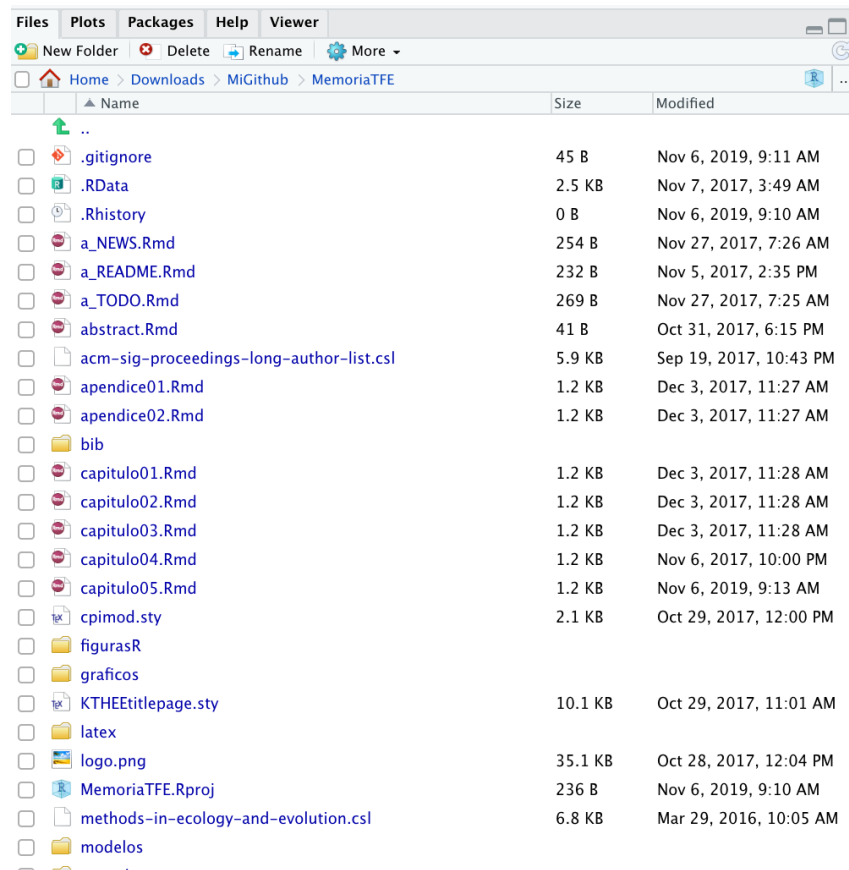 Files Plots Packages Help Viewer
New Folder Delete Rename More
Home > Downloads > MiGithub > MemoriaTFE ..
Name Size Modified
..
.gitignore 45 B Nov 6, 2019, 9:11 AM
.RData 2.5 KB Nov 7, 2017, 3:49 AM
.Rhistory 0 B Nov 6, 2019, 9:10 AM
a_NEWS.Rmd 254 B Nov 27, 2017, 7:26 AM
a_README.Rmd 232 B Nov 5, 2017, 2:35 PM
a_TODO.Rmd 269 B Nov 27, 2017, 7:25 AM
abstract.Rmd 41 B Oct 31, 2017, 6:15 PM
acm-sig-proceedings-long-author-list.csl 5.9 KB Sep 19, 2017, 10:43 PM
apendice01.Rmd 1.2 KB Dec 3, 2017, 11:27 AM
apendice02.Rmd 1.2 KB Dec 3, 2017, 11:27 AM
bib
capitulo01.Rmd 1.2 KB Dec 3, 2017, 11:28 AM
capitulo02.Rmd 1.2 KB Dec 3, 2017, 11:28 AM
capitulo03.Rmd 1.2 KB Dec 3, 2017, 11:28 AM
capitulo04.Rmd 1.2 KB Nov 6, 2017, 10:00 PM
capitulo05.Rmd 1.2 KB Nov 6, 2019, 9:13 AM
cpimod.sty 2.1 KB Oct 29, 2017, 12:00 PM
figurasR
graficos
KTHEEtitlepage.sty 10.1 KB Oct 29, 2017, 11:01 AM
latex
logo.png 35.1 KB Oct 28, 2017, 12:04 PM
MemoriaTFE.Rproj 236 B Nov 6, 2019, 9:10 AM
methods-in-ecology-and-evolution.csl 6.8 KB Mar 29, 2016, 10:05 AM
modelos